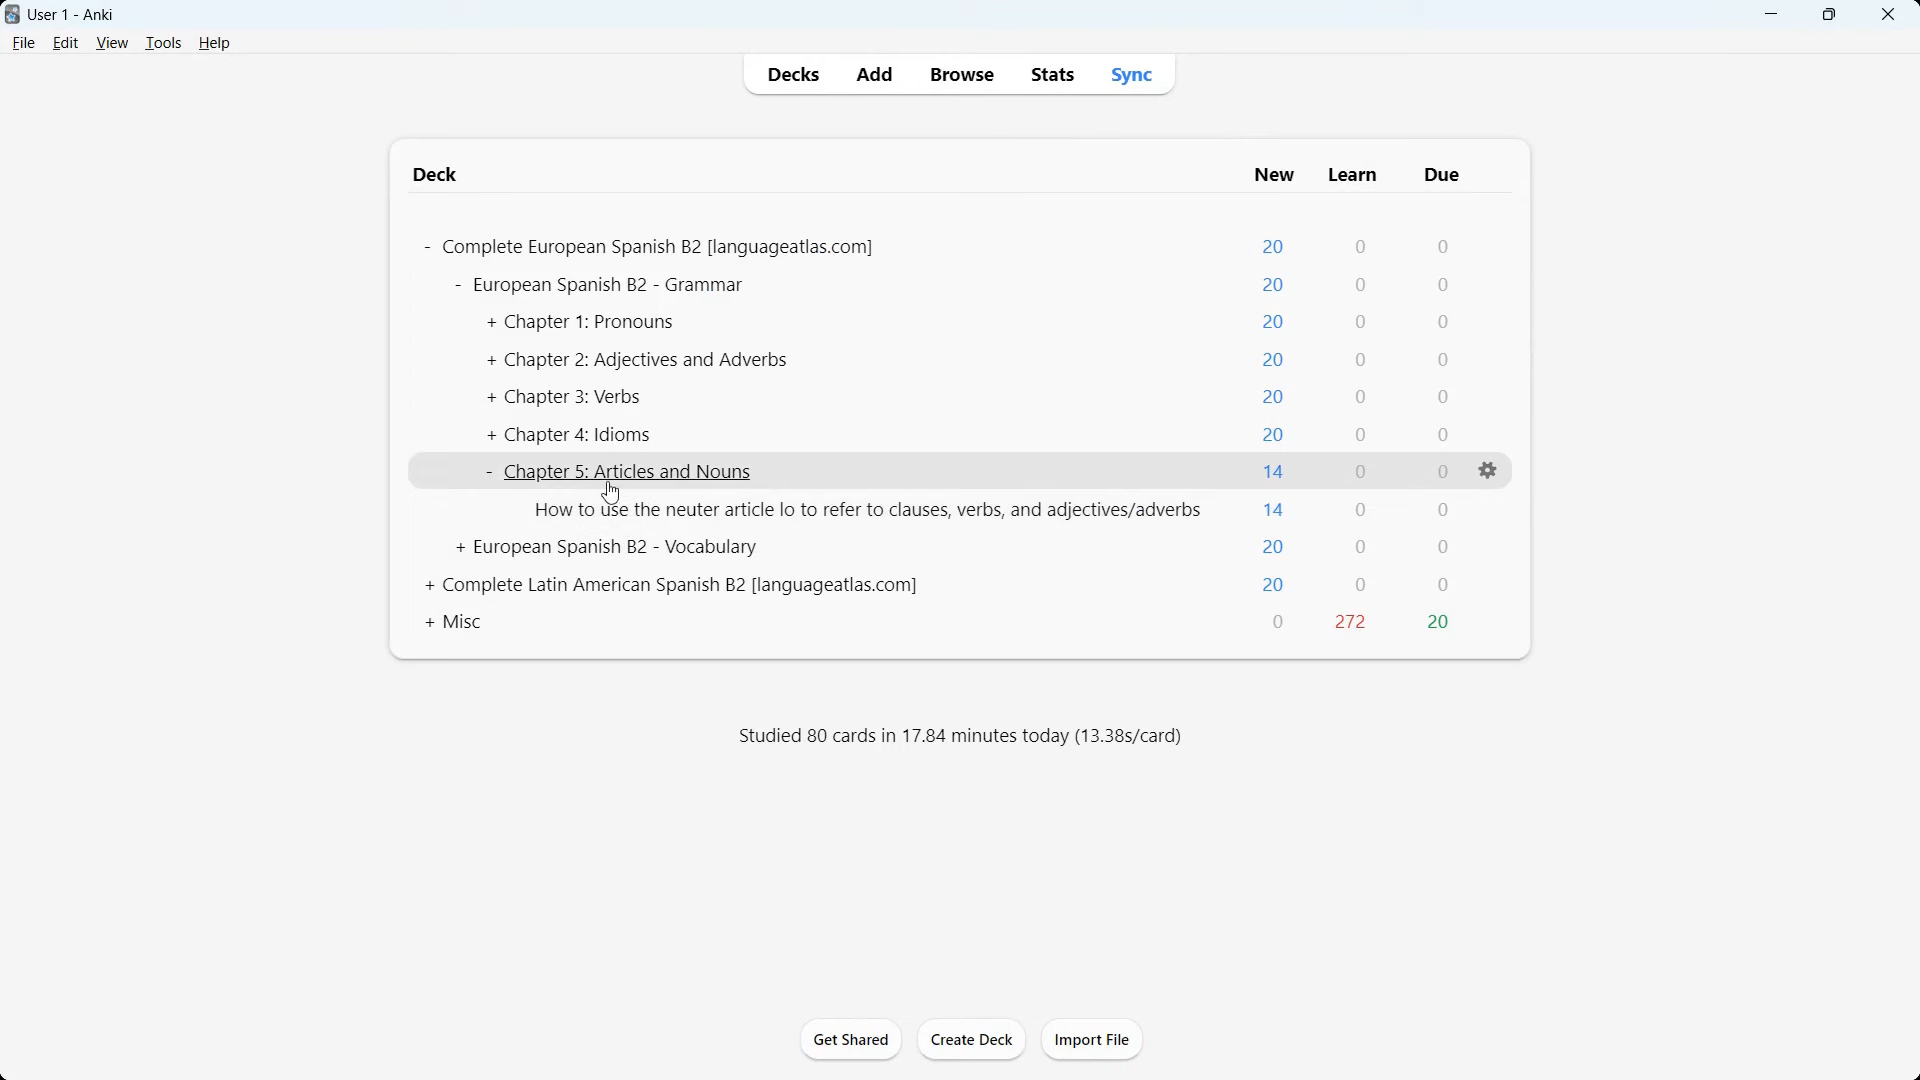 User 1 - Anki
File Edit View Tools Help
Decks Add Browse Stats Sync
Deck New Learn Due
- Complete European Spanish B2 [languageatlas.com] 20 0 0
- European Spanish B2 - Grammar 20 0 0
+ Chapter 1: Pronouns 20 0 0
+ Chapter 2: Adjectives and Adverbs 20 0 0
+ Chapter 3: Verbs 20 0 0
+ Chapter 4: Idioms 20 0 0
- Chapter 5: Articles and Nouns 14 0 0
How to use the neuter article lo to refer to clauses, verbs, and adjectives/adverbs 14 0 0
+ European Spanish B2 - Vocabulary 20 0 0
+ Complete Latin American Spanish B2 [languageatlas.com] 20 0 0
+ Misc 0 272 20
Studied 80 cards in 17.84 minutes today (13.38s/card)
Get Shared Create Deck Import File